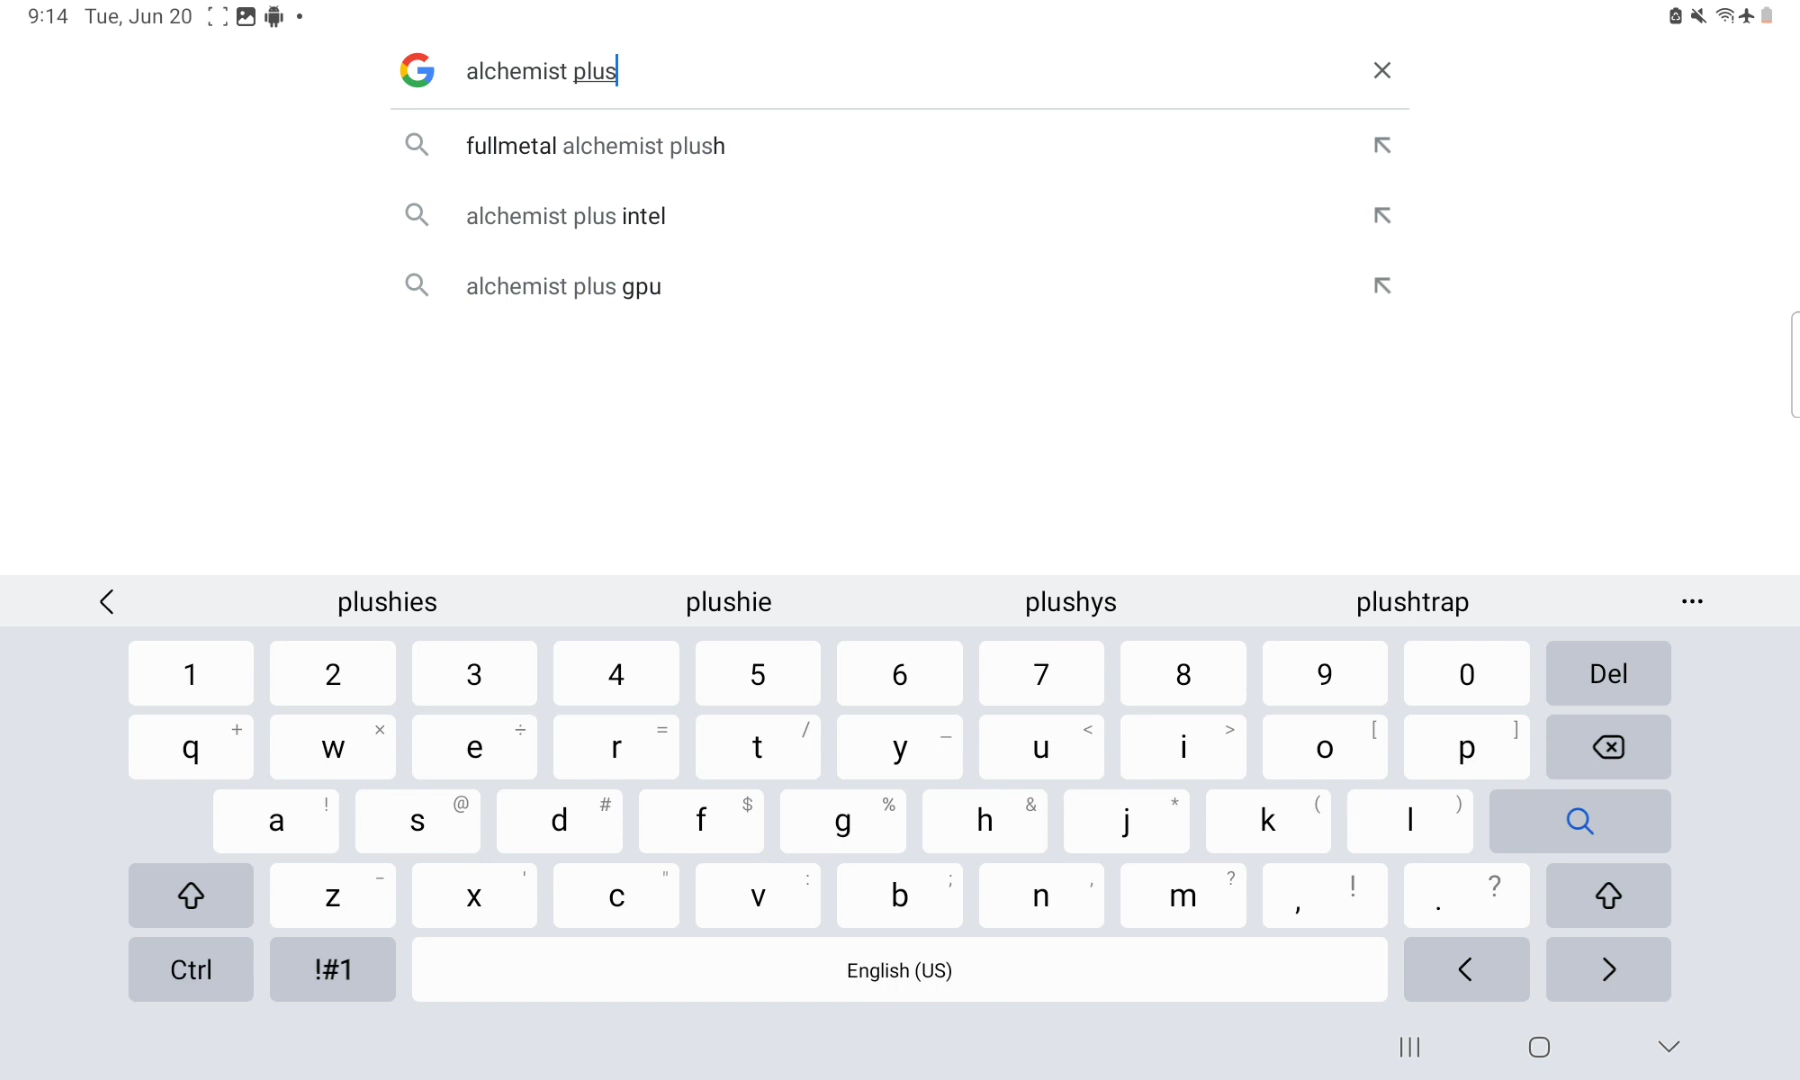 9:14 Tue, Jun 20
alchemist plus
fullmetal alchemist plush
alchemist plus intel
alchemist plus gpu
plushies plushie plushys plushtrap ...
1 2 3 4 5 6 7 8 9 0 Del
q + w × e ÷ r = t / y _ u < i > o [ p ]
a ! s @ d # f $ g % h & j * k ( l )
z - x ' c " v : b ; n , m ? , ! . ?
Ctrl !#1 English (US) < >